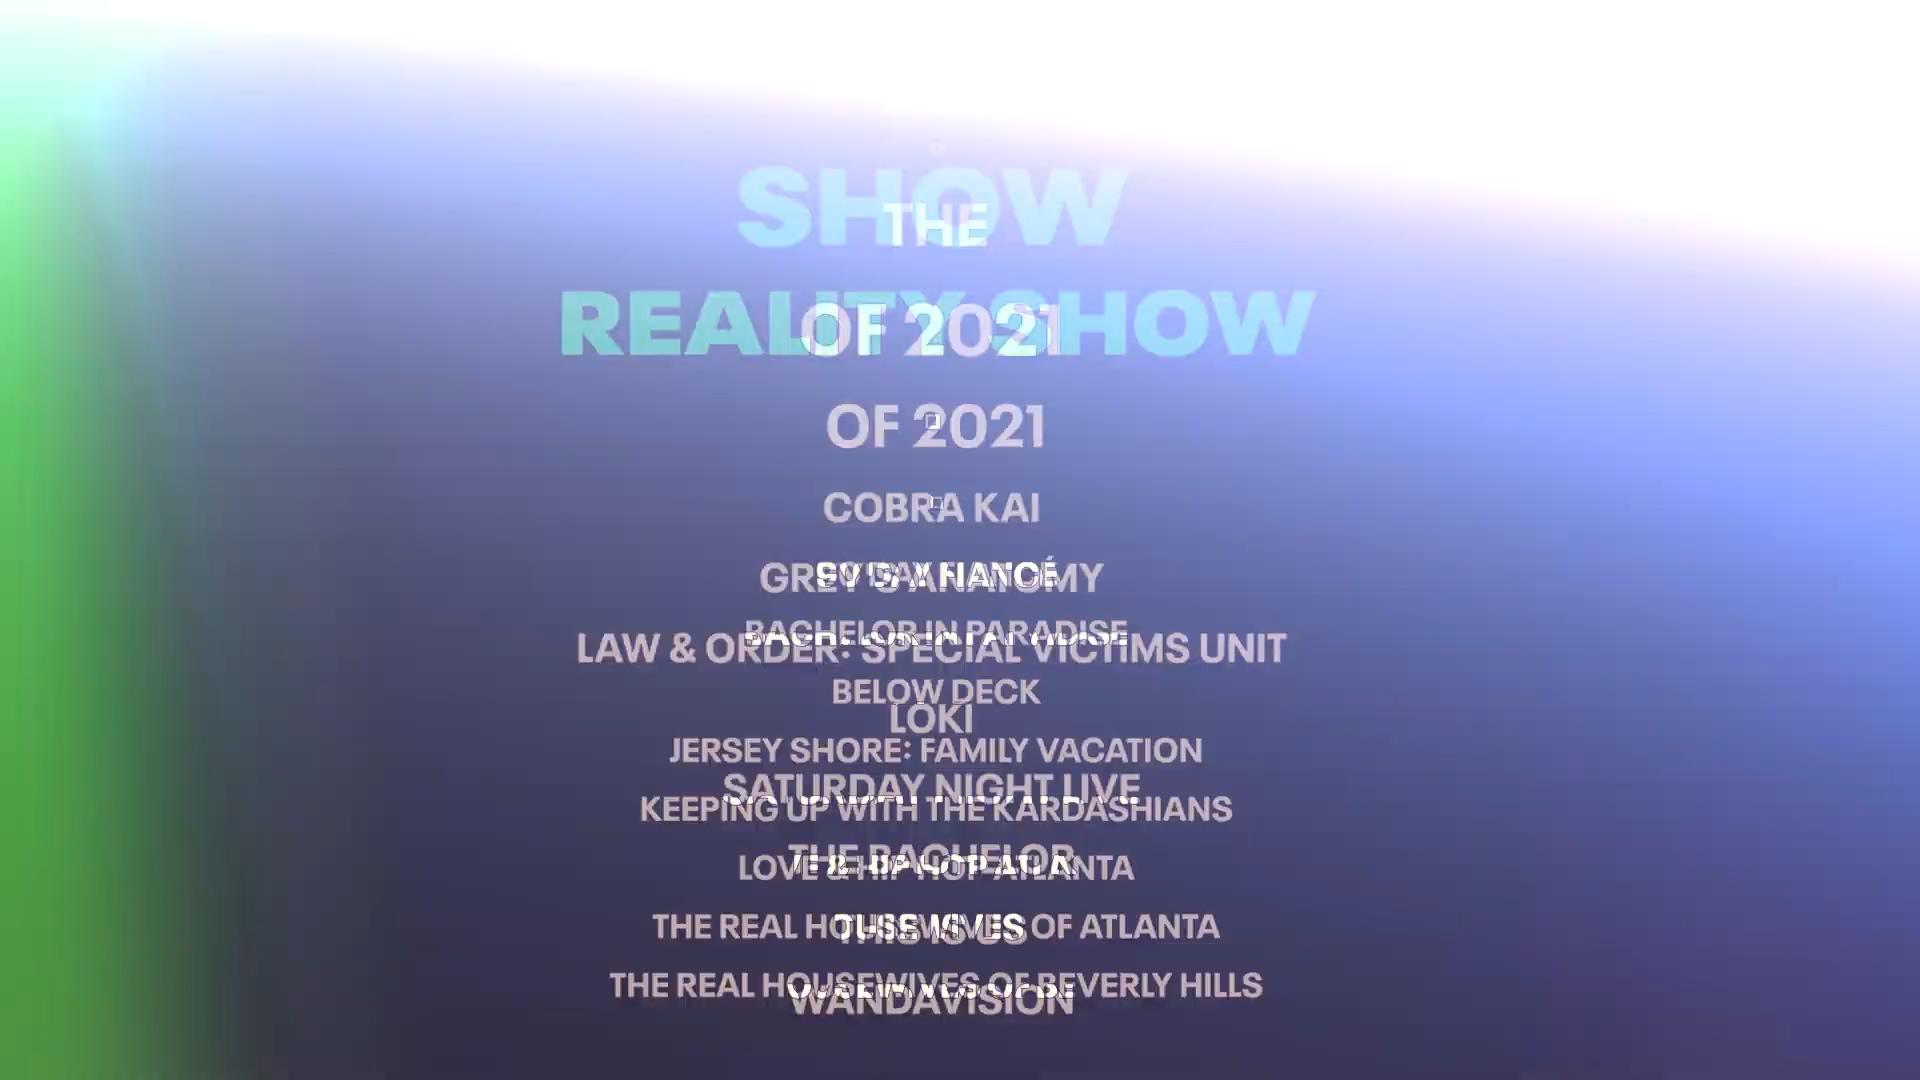 SHOW
THE
REALITY SHOW
OF 2021
OF 2021
COBRA KAI
GREY'S ANATOMY
90 DAY FIANCÉ
BACHELOR IN PARADISE
LAW & ORDER: SPECIAL VICTIMS UNIT
BELOW DECK
LOKI
JERSEY SHORE: FAMILY VACATION
SATURDAY NIGHT LIVE
KEEPING UP WITH THE KARDASHIANS
THE BACHELOR
LOVE & HIP HOP ATLANTA
THE REAL HOUSEWIVES OF ATLANTA
THIS IS US
THE REAL HOUSEWIVES OF BEVERLY HILLS
WANDAVISION